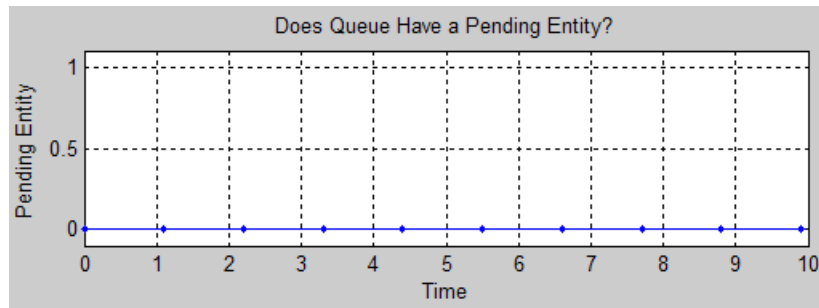 Does Queue Have a Pending Entity?
Pending Entity
1
0.5
0
0 1 2 3 4 5 6 7 8 9 10
Time